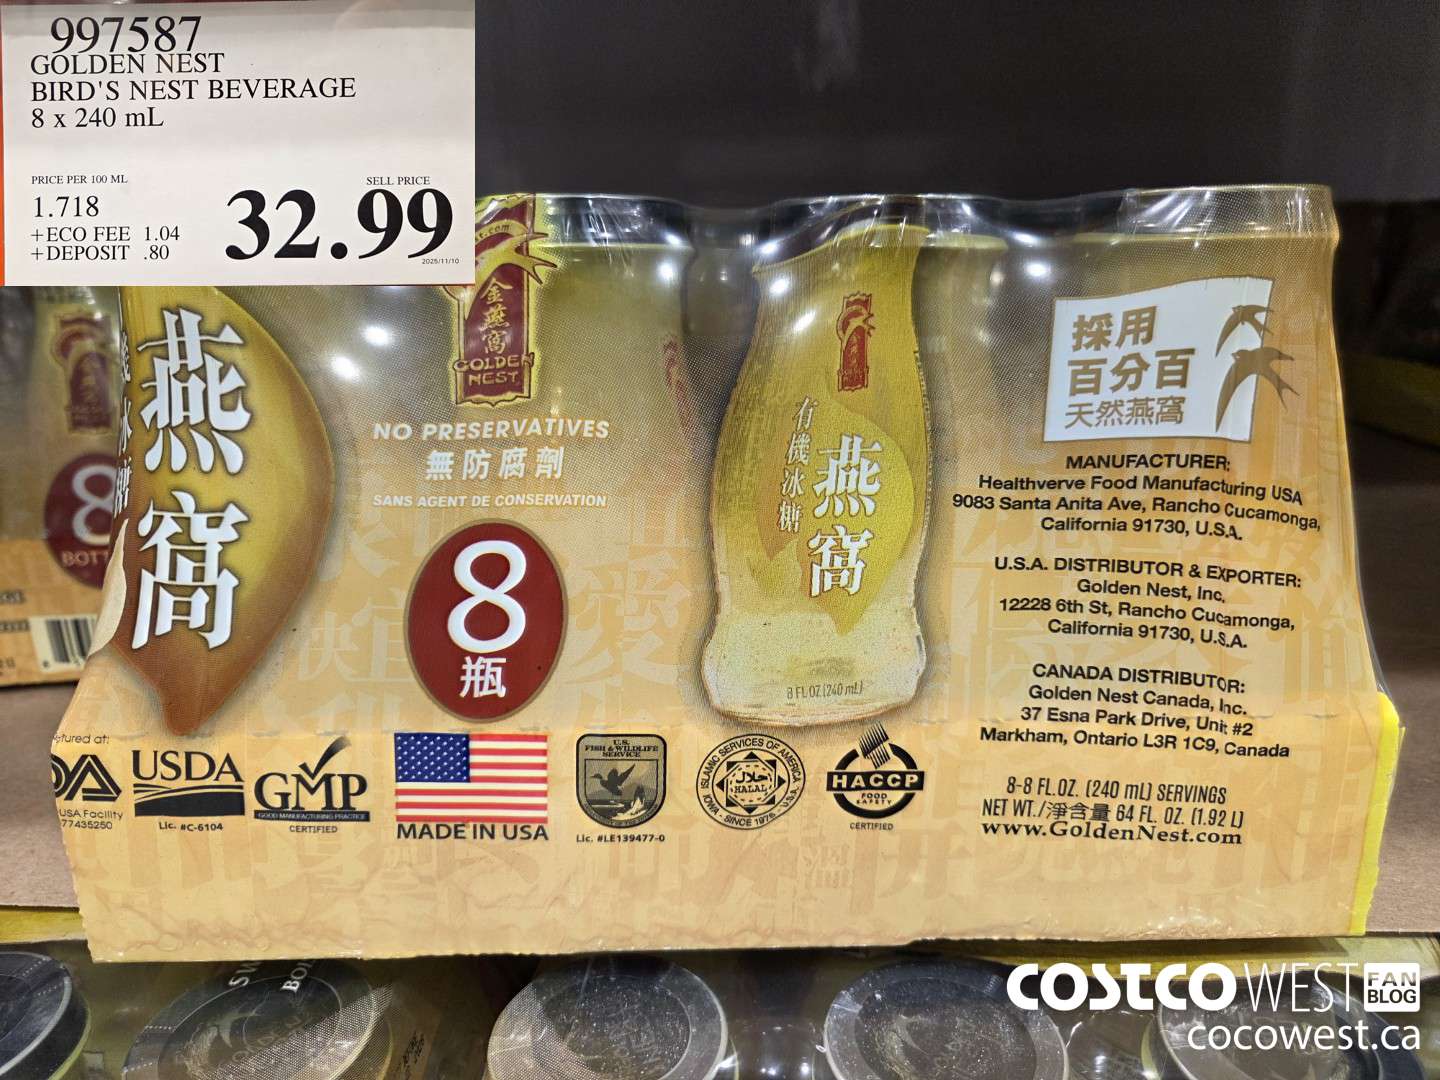 997587
GOLDEN NEST
BIRD'S NEST BEVERAGE
8 x 240 mL
PRICE PER 100 ML
SELL PRICE
1.718
32.99
+ECO FEE 1.04
+DEPOSIT .80
2025/11/10
燕窩
8
金燕窩
GOLDEN
NEST
NO PRESERVATIVES
無防腐劑
SANS AGENT DE CONSERVATION
8
瓶
有機冰糖
燕窩
8 FL OZ (240 mL)
採用
百分百
天然燕窩
MANUFACTURER:
Healthverve Food Manufacturing USA
9083 Santa Anita Ave, Rancho Cucamonga,
California 91730, U.S.A.
U.S.A. DISTRIBUTOR & EXPORTER:
Golden Nest, Inc.
12228 6th St, Rancho Cucamonga,
California 91730, U.S.A.
CANADA DISTRIBUTOR:
Golden Nest Canada, Inc.
37 Esna Park Drive, Unit #2
Markham, Ontario L3R 1C9, Canada
8-8 FL.OZ. (240 mL) SERVINGS
NET WT./淨含量 64 FL. OZ. (1.92 L)
www.GoldenNest.com
USA Facility
77435250
USDA
Lic. #C-6104
GMP
GOOD MANUFACTURING PRACTICE
CERTIFIED
MADE IN USA
U.S.
FISH & WILDLIFE
SERVICE
Lic. #LE139477-0
ISLAMIC SERVICES OF AMERICA
حلال
HALAL
IOWA - SINCE 1975 - U.S.A.
HACCP
FOOD
SAFETY
CERTIFIED
COSTCO WEST FAN
BLOG
cocowest.ca